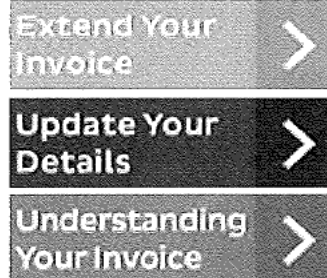 Extend Your
Invoice
Update Your
Details
Understanding
Your Invoice